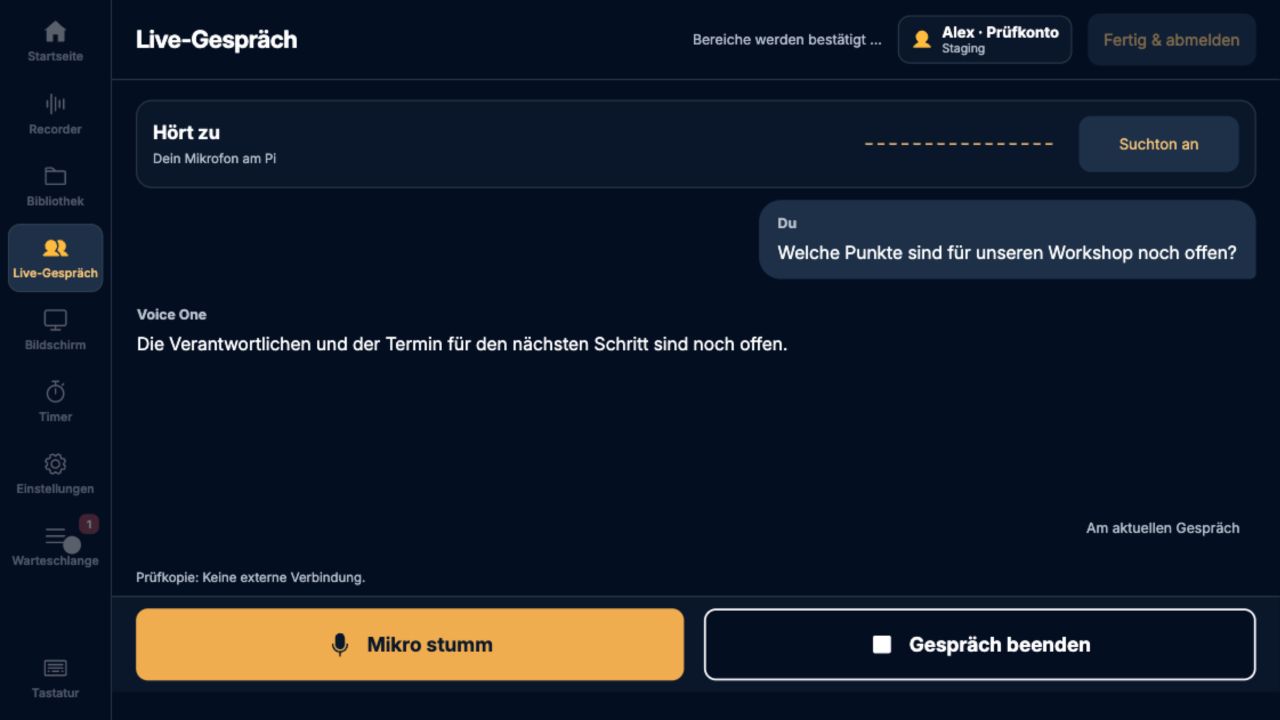 Startseite
Recorder
Bibliothek
Live-Gespräch
Bildschirm
Timer
Einstellungen
1
Warteschlange
Tastatur
Live-Gespräch
Bereiche werden bestätigt ...
Alex · Prüfkonto
Staging
Fertig & abmelden
Hört zu
Dein Mikrofon am Pi
Suchton an
Du
Welche Punkte sind für unseren Workshop noch offen?
Voice One
Die Verantwortlichen und der Termin für den nächsten Schritt sind noch offen.
Am aktuellen Gespräch
Prüfkopie: Keine externe Verbindung.
Mikro stumm
Gespräch beenden